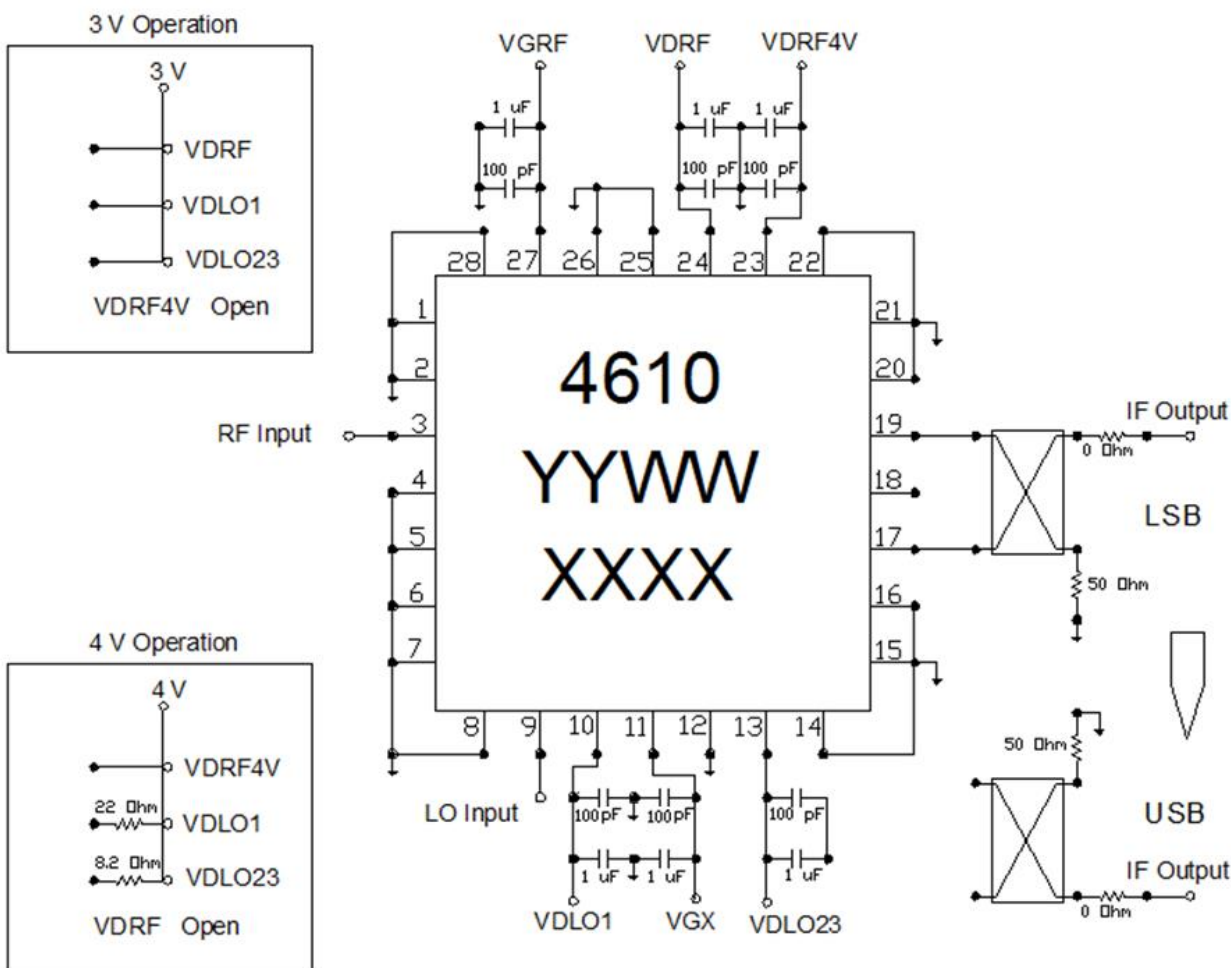 3 V Operation
3 V
VDRF
VDLO1
VDLO23
VDRF4V Open
4 V Operation
4 V
VDRF4V
22 Ohm
VDLO1
8.2 Ohm
VDLO23
VDRF Open
VGRF
VDRF
VDRF4V
1 uF
1 uF
1 uF
100 pF
100 pF
100 pF
28 27 26 25 24 23 22
1
2
3
4
5
6
7
RF Input
4610
YYWW
XXXX
21
20
19
18
17
16
15
8 9 10 11 12 13 14
LO Input
100pF
100pF
100 pF
1 uF
1 uF
1 uF
VDLO1
VGX
VDLO23
IF Output
0 Ohm
LSB
50 Ohm
50 Ohm
USB
IF Output
0 Ohm